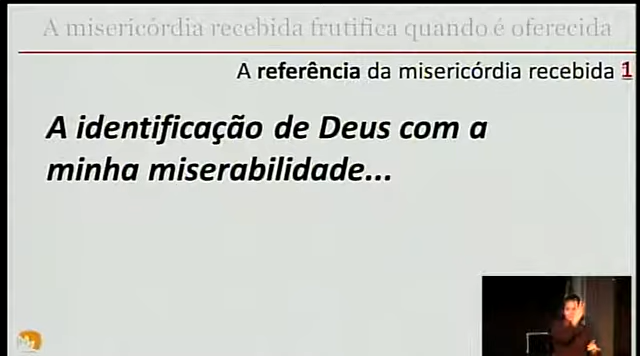 A misericórdia recebida frutifica quando é oferecida
A referência da misericórdia recebida 1
A identificação de Deus com a
minha miserabilidade...